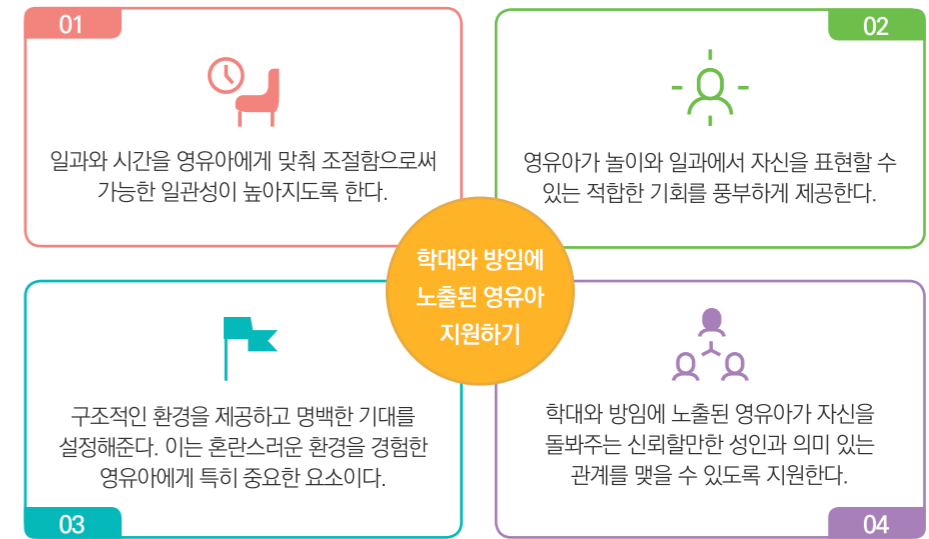 01
일과와 시간을 영유아에게 맞춰 조절함으로써
가능한 일관성이 높아지도록 한다.
02
영유아가 놀이와 일과에서 자신을 표현할 수
있는 적합한 기회를 풍부하게 제공한다.
학대와 방임에
노출된 영유아
지원하기
구조적인 환경을 제공하고 명백한 기대를
설정해준다. 이는 혼란스러운 환경을 경험한
영유아에게 특히 중요한 요소이다.
03
학대와 방임에 노출된 영유아가 자신을
돌봐주는 신뢰할만한 성인과 의미 있는
관계를 맺을 수 있도록 지원한다.
04